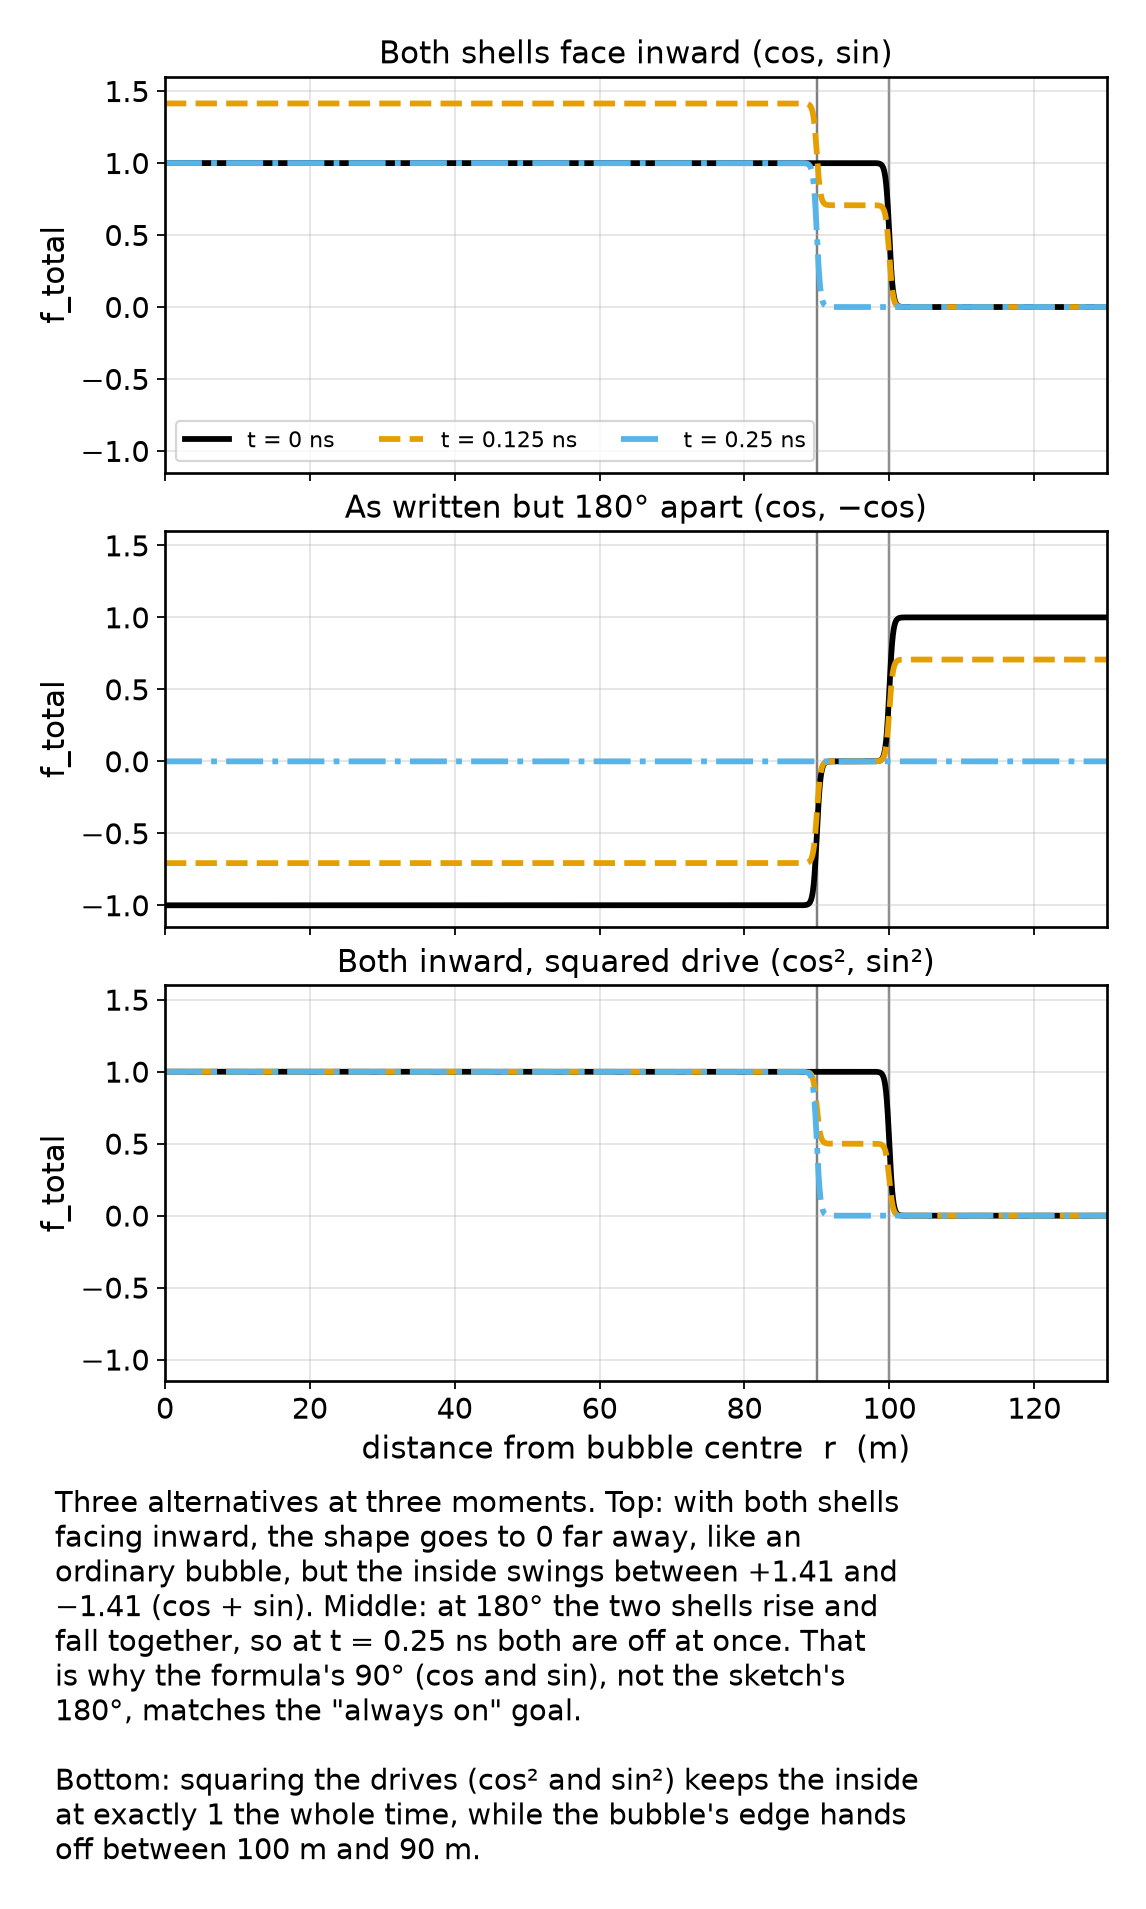 Both shells face inward (cos, sin)
1.5
1.0
0.5
0.0
−0.5
−1.0
f_total
t = 0 ns
t = 0.125 ns
t = 0.25 ns
As written but 180° apart (cos, −cos)
1.5
1.0
0.5
0.0
−0.5
−1.0
f_total
Both inward, squared drive (cos², sin²)
1.5
1.0
0.5
0.0
−0.5
−1.0
f_total
0 20 40 60 80 100 120
distance from bubble centre r (m)
Three alternatives at three moments. Top: with both shells
facing inward, the shape goes to 0 far away, like an
ordinary bubble, but the inside swings between +1.41 and
−1.41 (cos + sin). Middle: at 180° the two shells rise and
fall together, so at t = 0.25 ns both are off at once. That
is why the formula's 90° (cos and sin), not the sketch's
180°, matches the "always on" goal.
Bottom: squaring the drives (cos² and sin²) keeps the inside
at exactly 1 the whole time, while the bubble's edge hands
off between 100 m and 90 m.